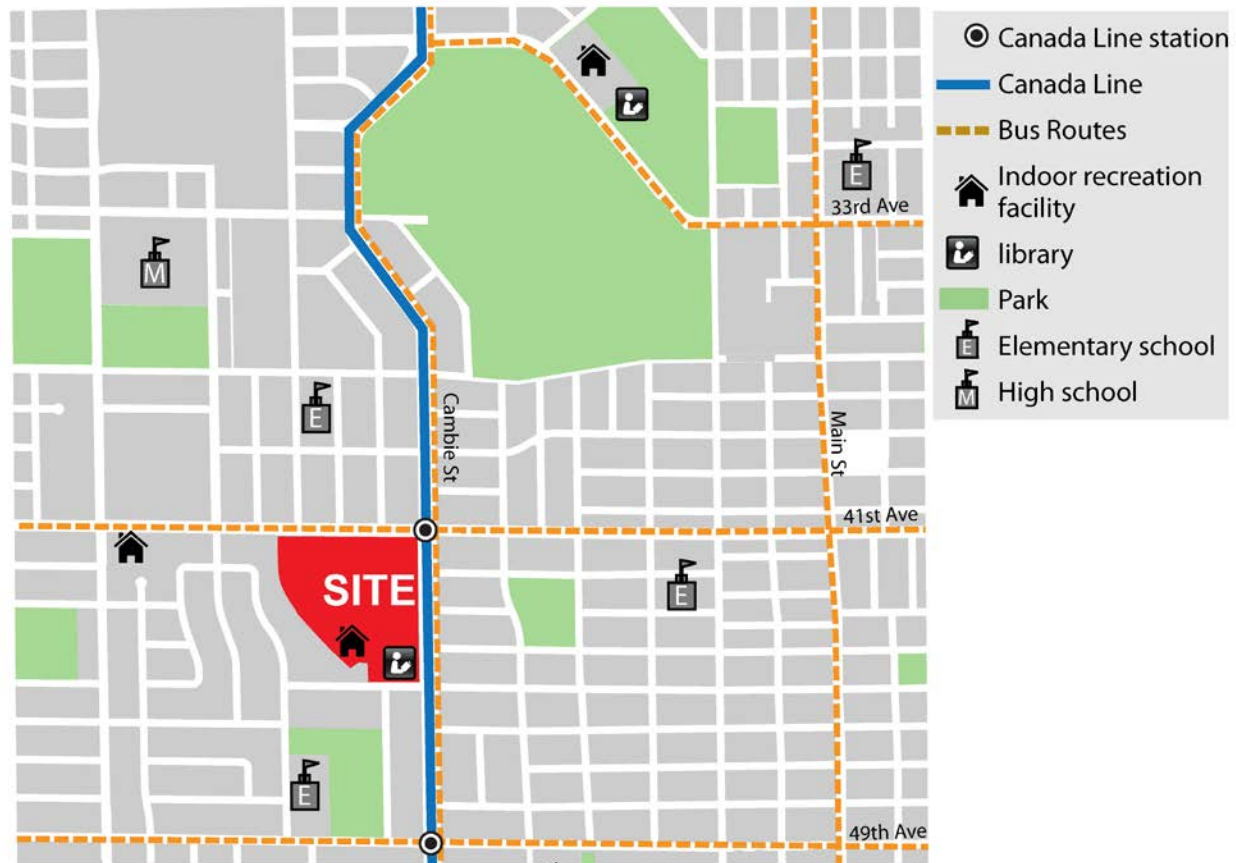 Canada Line station
Canada Line
Bus Routes
Indoor recreation
facility
library
Park
E
Elementary school
M
High school
E
33rd Ave
M
E
Cambie St
Main St
41st Ave
SITE
E
E
49th Ave